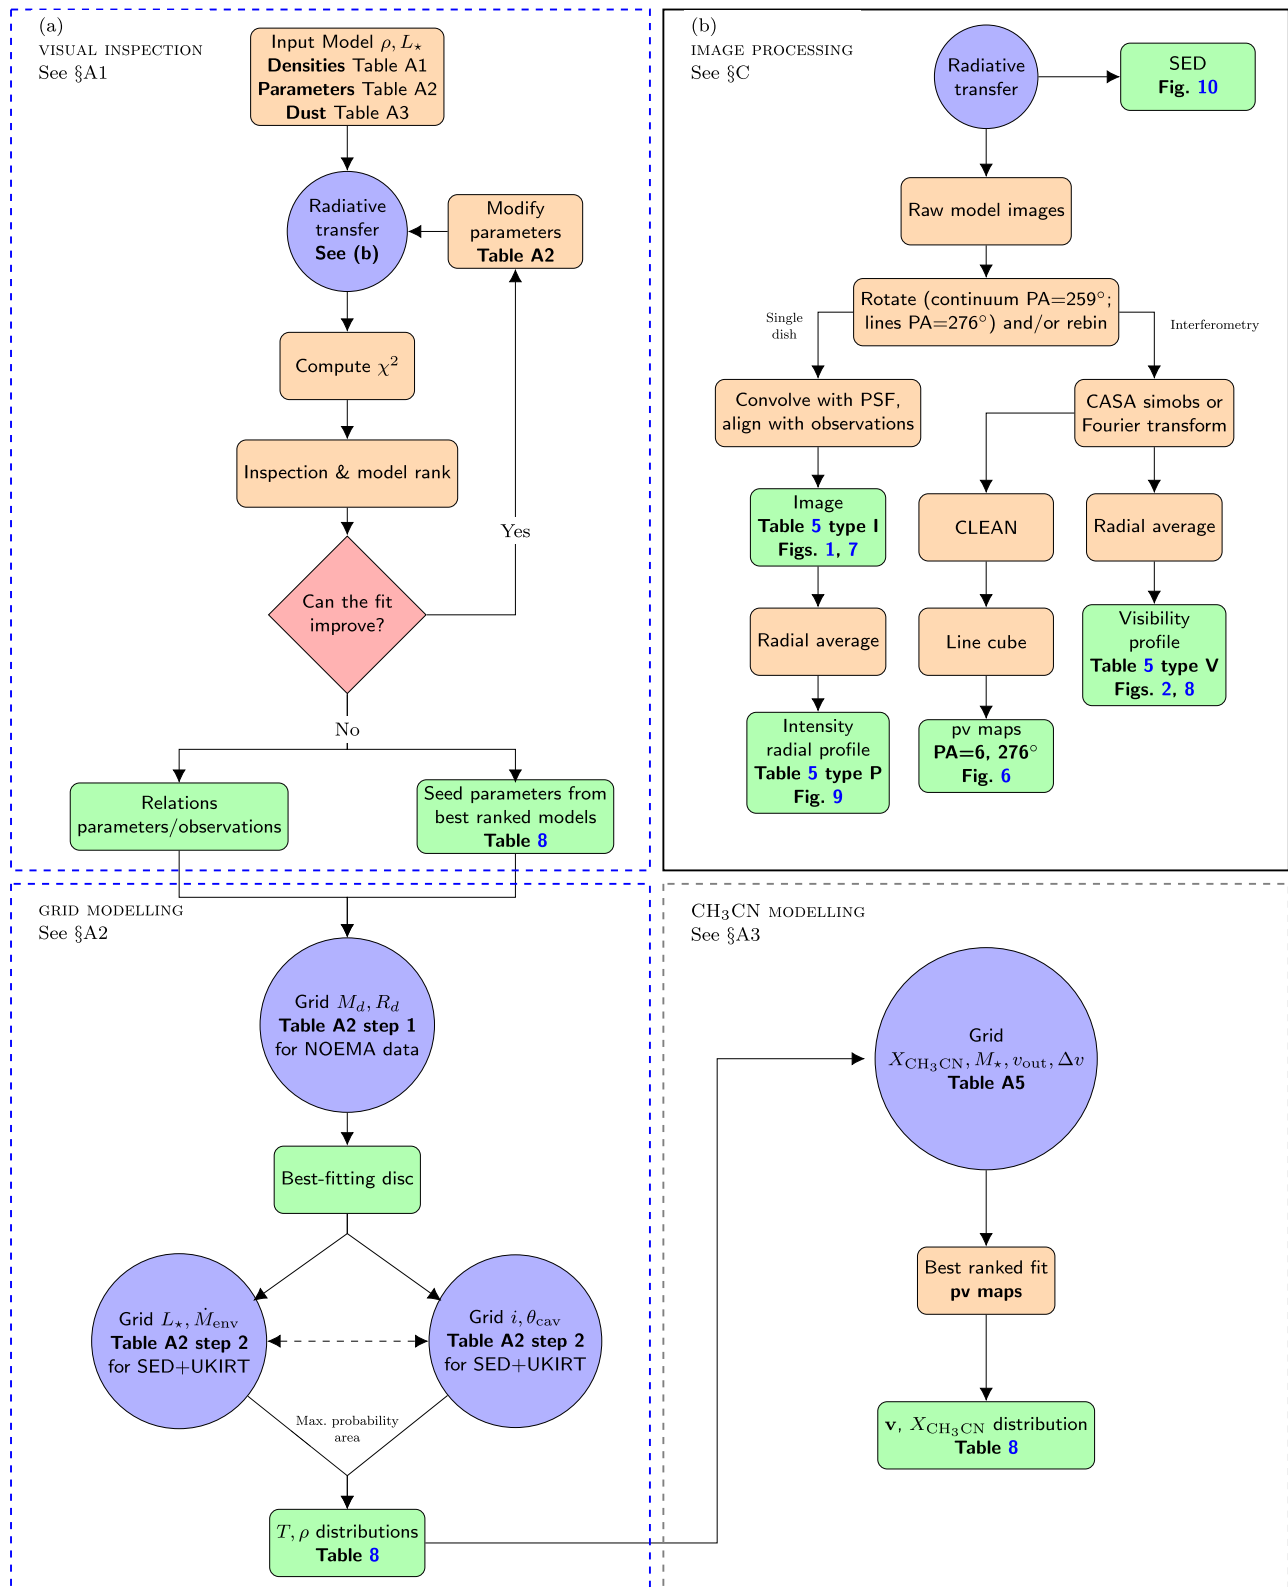 (a)
VISUAL INSPECTION
See §A1
Input Model ρ, L⋆
Densities Table A1
Parameters Table A2
Dust Table A3
Radiative
transfer
See (b)
Modify
parameters
Table A2
Compute χ²
Inspection & model rank
Yes
Can the fit
improve?
No
Relations
parameters/observations
Seed parameters from
best ranked models
Table 8
(b)
IMAGE PROCESSING
See §C
Radiative
transfer
SED
Fig. 10
Raw model images
Rotate (continuum PA=259°;
lines PA=276°) and/or rebin
Single
dish
Interferometry
Convolve with PSF,
align with observations
CASA simobs or
Fourier transform
Image
Table 5 type I
Figs. 1, 7
CLEAN
Radial average
Radial average
Line cube
Visibility
profile
Table 5 type V
Figs. 2, 8
Intensity
radial profile
Table 5 type P
Fig. 9
pv maps
PA=6, 276°
Fig. 6
GRID MODELLING
See §A2
Grid M_d, R_d
Table A2 step 1
for NOEMA data
Best-fitting disc
Grid L⋆, Ṁ_env
Table A2 step 2
for SED+UKIRT
Grid i, θ_cav
Table A2 step 2
for SED+UKIRT
Max. probability
area
T, ρ distributions
Table 8
CH₃CN MODELLING
See §A3
Grid
X_CH₃CN, M⋆, v_out, Δv
Table A5
Best ranked fit
pv maps
v, X_CH₃CN distribution
Table 8